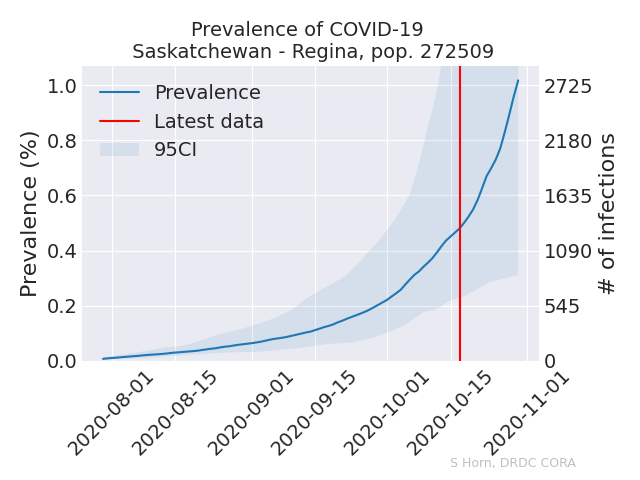 Prevalence of COVID-19
Saskatchewan - Regina, pop. 272509
Prevalence
Latest data
95CI
Prevalence (%)
1.0
0.8
0.6
0.4
0.2
0.0
2725
2180
1635
1090
545
0
# of infections
2020-08-01
2020-08-15
2020-09-01
2020-09-15
2020-10-01
2020-10-15
2020-11-01
S Horn, DRDC CORA